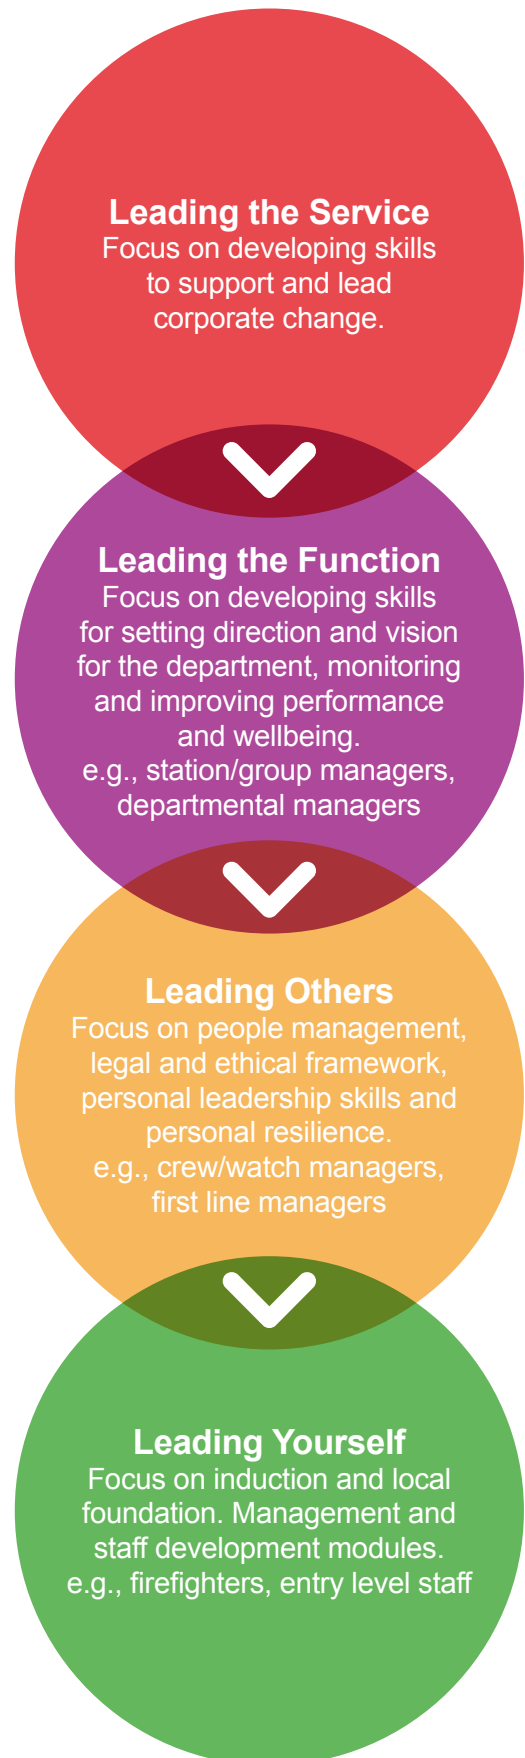 Leading the Service
Focus on developing skills
to support and lead
corporate change.
Leading the Function
Focus on developing skills
for setting direction and vision
for the department, monitoring
and improving performance
and wellbeing.
e.g., station/group managers,
departmental managers
Leading Others
Focus on people management,
legal and ethical framework,
personal leadership skills and
personal resilience.
e.g., crew/watch managers,
first line managers
Leading Yourself
Focus on induction and local
foundation. Management and
staff development modules.
e.g., firefighters, entry level staff